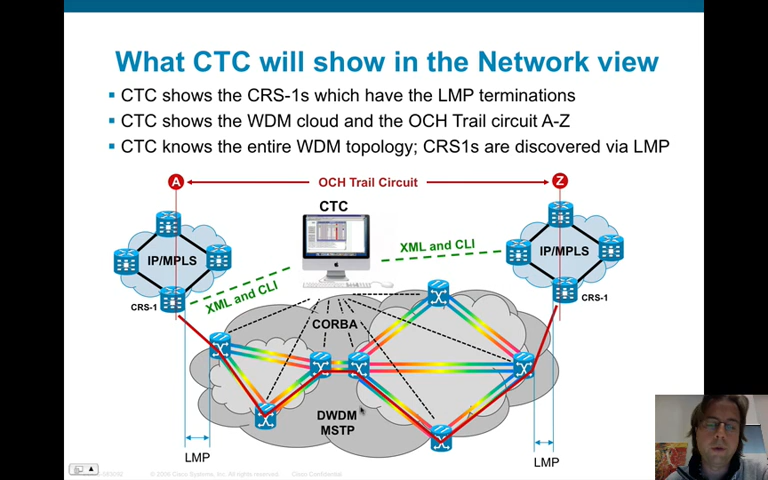 What CTC will show in the Network view
CTC shows the CRS-1s which have the LMP terminations
CTC shows the WDM cloud and the OCH Trail circuit A-Z
CTC knows the entire WDM topology; CRS1s are discovered via LMP
A
OCH Trail Circuit
Z
CTC
XML and CLI
IP/MPLS
IP/MPLS
XML and CLI
CRS-1
CRS-1
CORBA
DWDM
MSTP
LMP
LMP
© 2006 Cisco Systems, Inc. All rights reserved.
Cisco Confidential